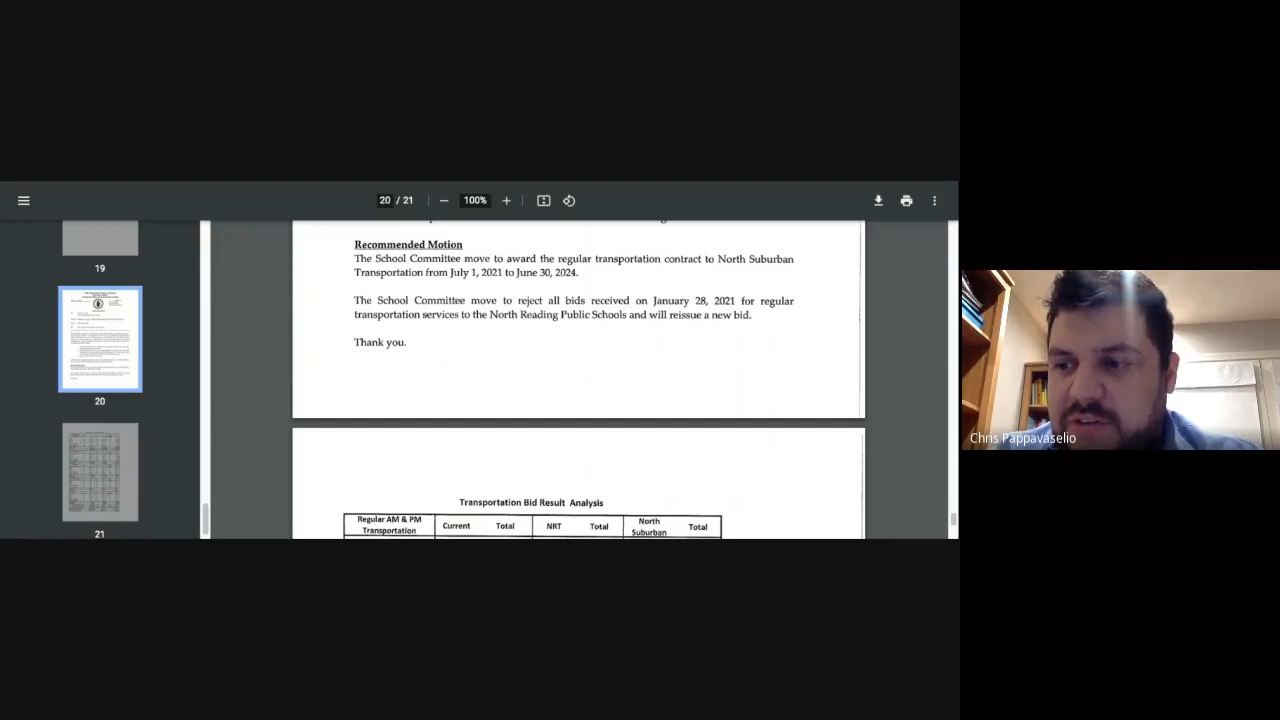 20 / 21
100%
19
20
21
Recommended Motion
The School Committee move to award the regular transportation contract to North Suburban
Transportation from July 1, 2021 to June 30, 2024.
The School Committee move to reject all bids received on January 28, 2021 for regular
transportation services to the North Reading Public Schools and will reissue a new bid.
Thank you.
Transportation Bid Result Analysis
Regular AM & PM Transportation Current Total NRT Total North Suburban Total
Chris Pappavaselio